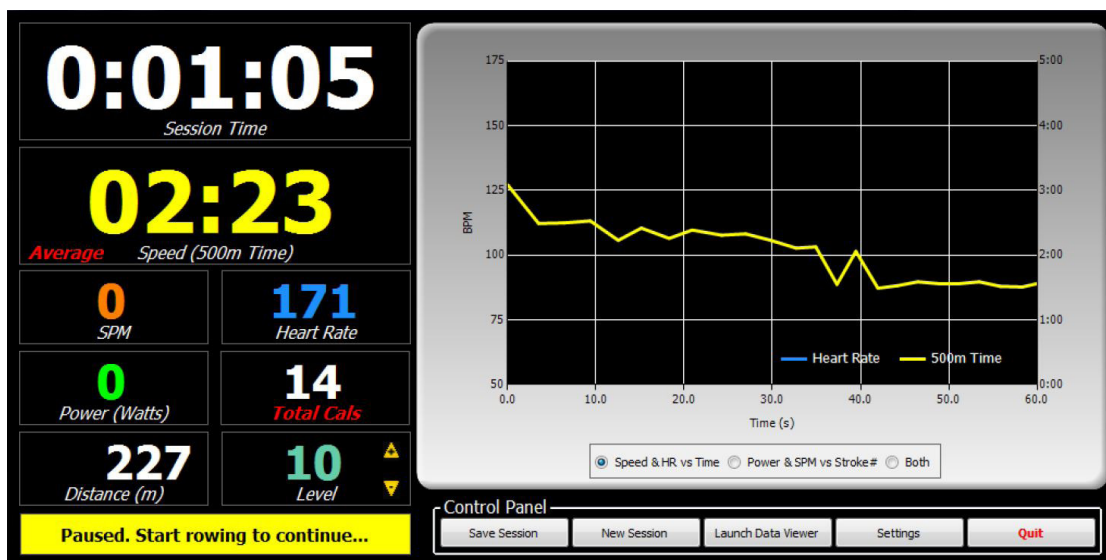 0:01:05
Session Time
02:23
Average Speed (500m Time)
0
SPM
171
Heart Rate
0
Power (Watts)
14
Total Cals
227
Distance (m)
10
Level
Paused. Start rowing to continue...
175
150
125
100
75
50
BPM
5:00
4:00
3:00
2:00
1:00
0:00
Heart Rate 500m Time
0.0 10.0 20.0 30.0 40.0 50.0 60.0
Time (s)
Speed & HR vs Time Power & SPM vs Stroke# Both
Control Panel
Save Session New Session Launch Data Viewer Settings Quit